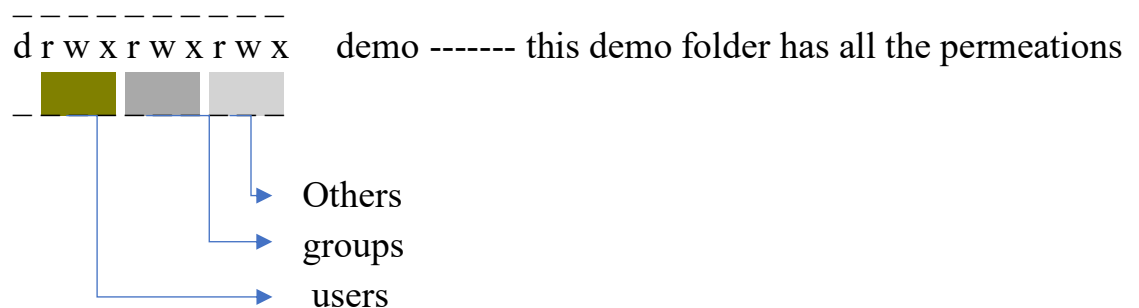 d r w x r w x r w x demo ------- this demo folder has all the permeations
Others
groups
users